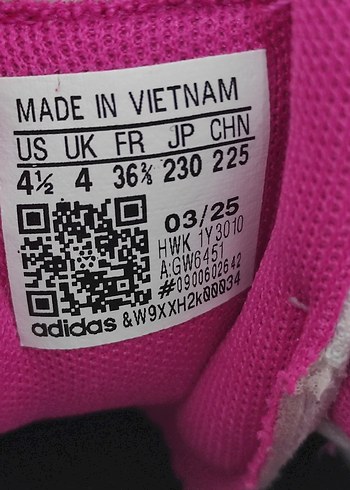 MADE IN VIETNAM
US UK FR JP CHN
4½ 4 36⅔ 230 225
03/25
HWK 1Y3010
A:GW6451
#0900602642
adidas &W9XXH2k00034